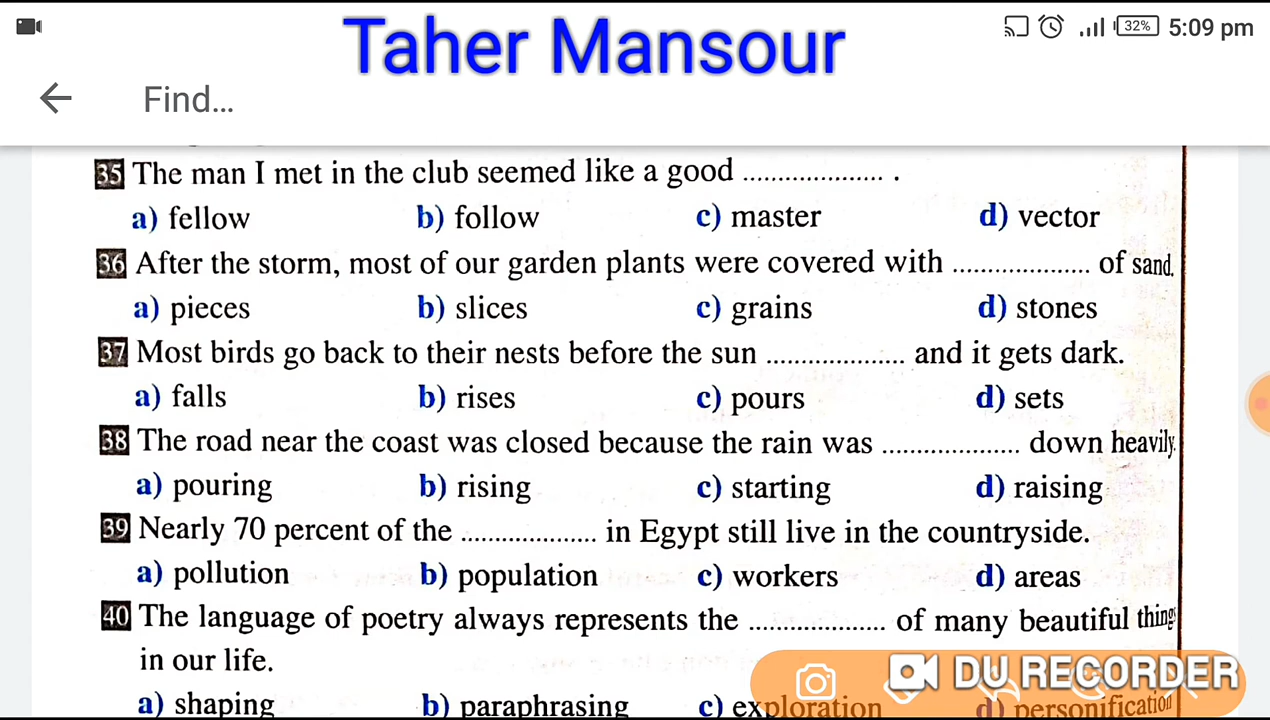 Taher Mansour
32% 5:09 pm
Find...
35 The man I met in the club seemed like a good .................... .
a) fellow b) follow c) master d) vector
36 After the storm, most of our garden plants were covered with .................... of sand.
a) pieces b) slices c) grains d) stones
37 Most birds go back to their nests before the sun .................... and it gets dark.
a) falls b) rises c) pours d) sets
38 The road near the coast was closed because the rain was .................... down heavily.
a) pouring b) rising c) starting d) raising
39 Nearly 70 percent of the .................... in Egypt still live in the countryside.
a) pollution b) population c) workers d) areas
40 The language of poetry always represents the .................... of many beautiful things
in our life.
DU RECORDER
a) shaping b) paraphrasing c) exploration d) personification